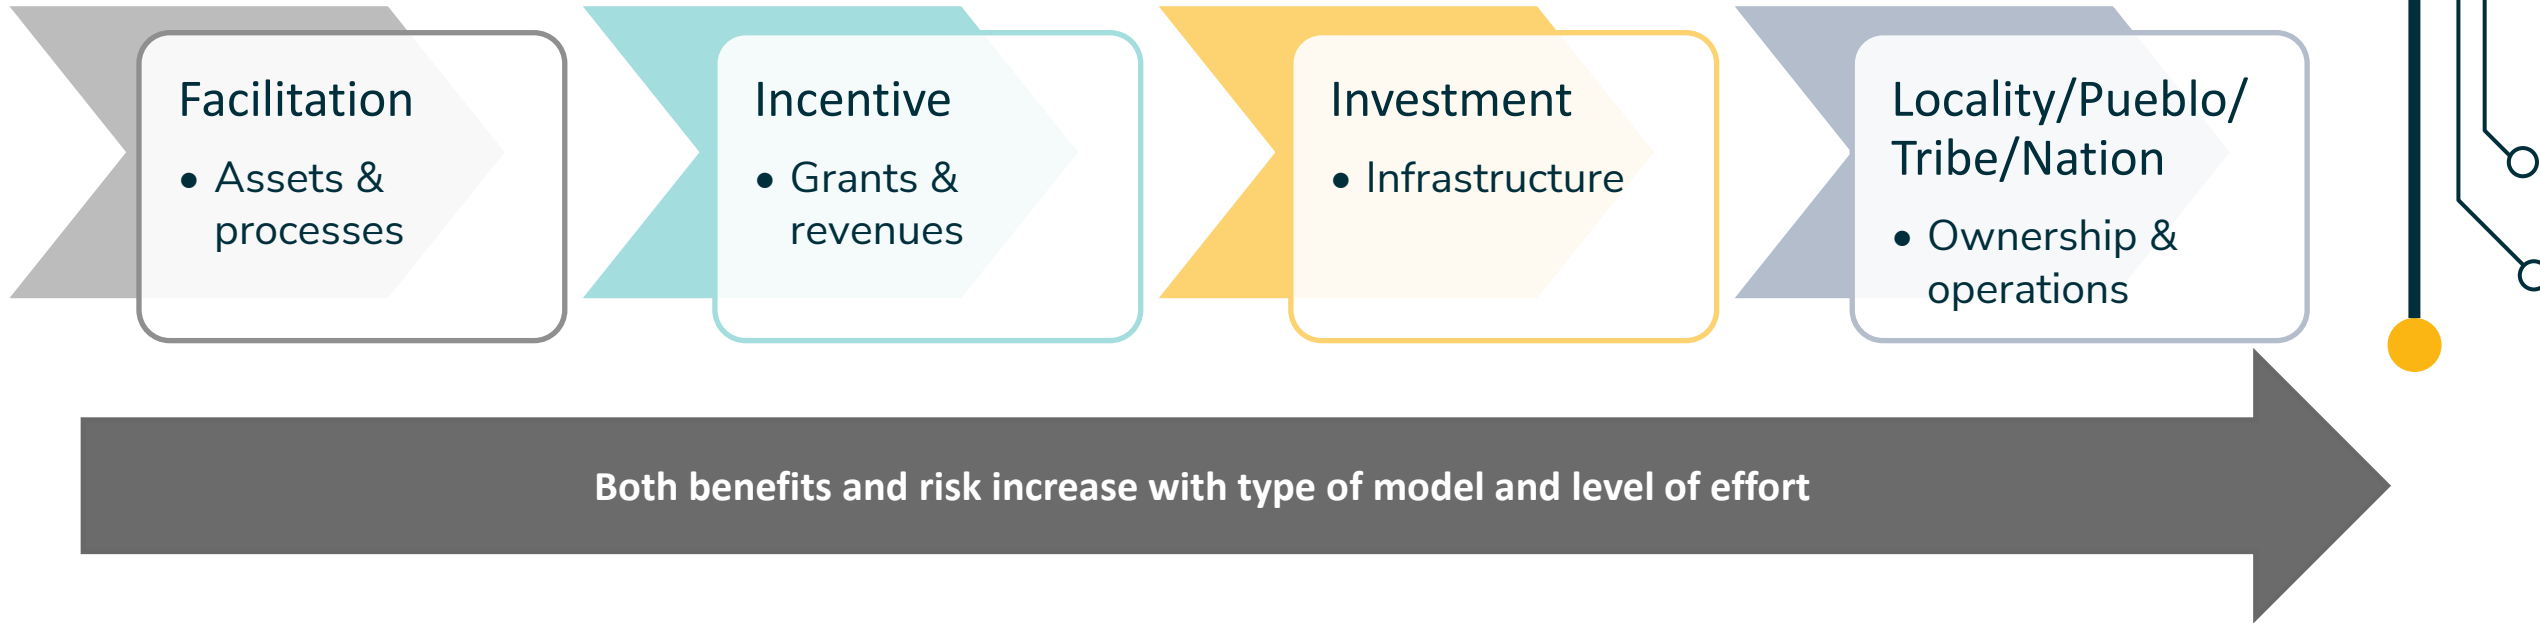 Facilitation
• Assets &
processes
Incentive
• Grants &
revenues
Investment
• Infrastructure
Locality/Pueblo/
Tribe/Nation
• Ownership &
operations
Both benefits and risk increase with type of model and level of effort